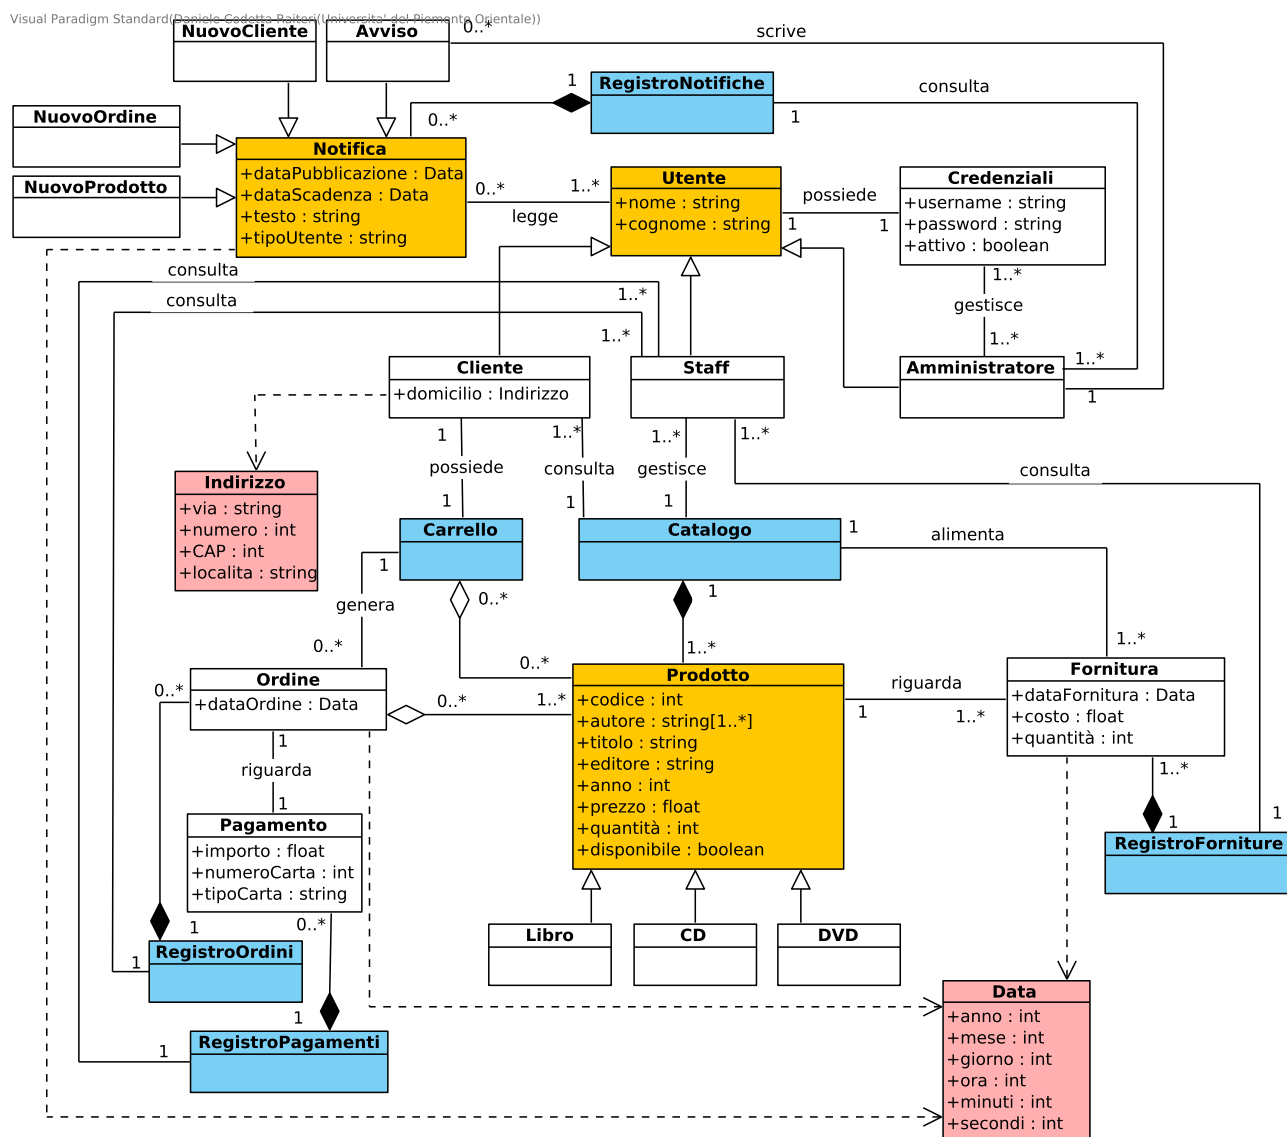 Visual Paradigm Standard(Daniele Codetta Raiteri(Universita' del Piemonte Orientale))
NuovoCliente
Avviso
0..*
scrive
RegistroNotifiche
1
consulta
1
0..*
NuovoOrdine
NuovoProdotto
Notifica
+dataPubblicazione : Data
+dataScadenza : Data
+testo : string
+tipoUtente : string
0..*
1..*
legge
Utente
+nome : string
+cognome : string
possiede
1
1
Credenziali
+username : string
+password : string
+attivo : boolean
1..*
gestisce
1..*
consulta
1..*
consulta
1..*
Cliente
+domicilio : Indirizzo
Staff
Amministratore
1..*
1
1
possiede
1
1..*
consulta
1
1..*
gestisce
1
1..*
consulta
Indirizzo
+via : string
+numero : int
+CAP : int
+localita : string
Carrello
Catalogo
1
alimenta
1..*
1
genera
0..*
0..*
0..*
1
1..*
Ordine
+dataOrdine : Data
0..*
0..*
1..*
Prodotto
+codice : int
+autore : string[1..*]
+titolo : string
+editore : string
+anno : int
+prezzo : float
+quantità : int
+disponibile : boolean
riguarda
1
1..*
Fornitura
+dataFornitura : Data
+costo : float
+quantità : int
1
riguarda
1
Pagamento
+importo : float
+numeroCarta : int
+tipoCarta : string
1..*
1
1
RegistroForniture
0..*
1
RegistroOrdini
1
Libro
CD
DVD
1
RegistroPagamenti
1
Data
+anno : int
+mese : int
+giorno : int
+ora : int
+minuti : int
+secondi : int